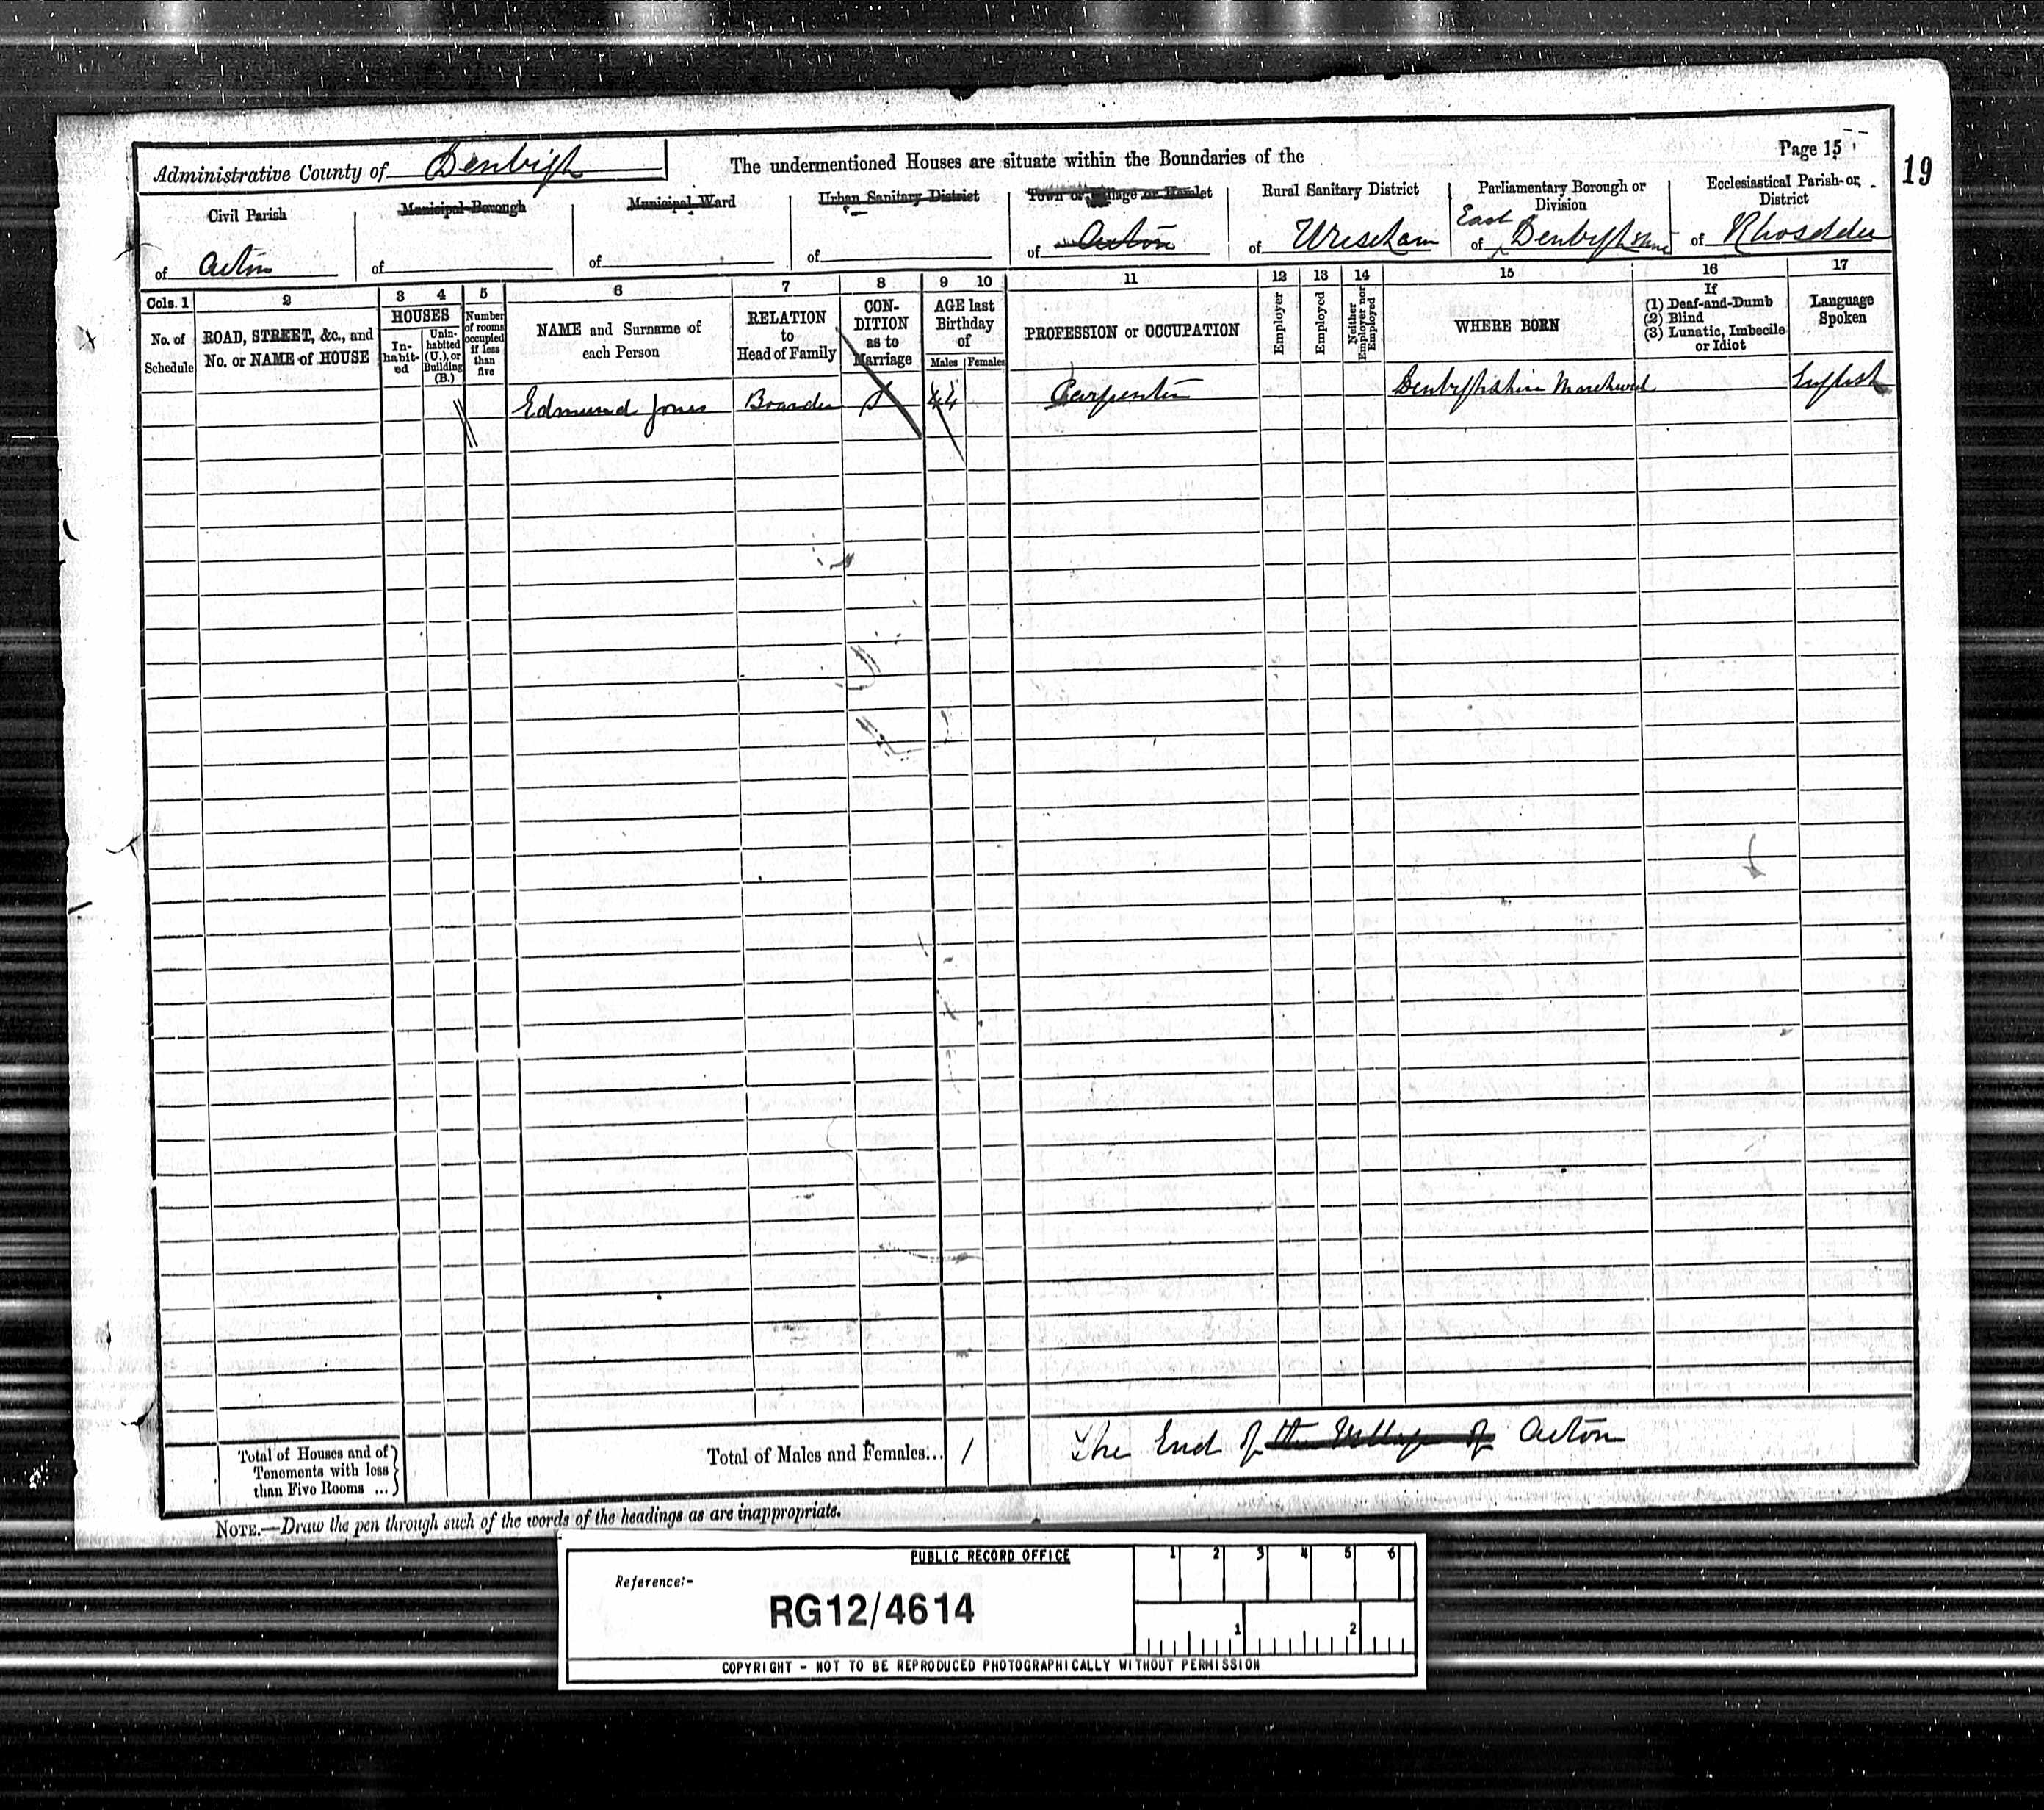 Page 15
19
Administrative County of Denbigh
The undermentioned Houses are situate within the Boundaries of the
Civil Parish
of Acton
Municipal Borough
of
Municipal Ward
of
Urban Sanitary District
of
Town or Village or Hamlet
of Acton
Rural Sanitary District
of Wrexham
Parliamentary Borough or
Division
East
of Denbighshire
Ecclesiastical Parish or
District
of Rhosddu
Cols. 1 2 3 4 5 6 7 8 9 10 11 12 13 14 15 16 17
No. of
Schedule
ROAD, STREET, &c., and
No. or NAME of HOUSE
HOUSES
In-
habit-
ed
Unin-
habited
(U.), or
Building
(B.)
Number
of rooms
occupied
if less
than
five
NAME and Surname of
each Person
RELATION
to
Head of Family
CON-
DITION
as to
Marriage
AGE last
Birthday
of
Males Females
PROFESSION or OCCUPATION
Employer
Employed
Neither
Employer nor
Employed
WHERE BORN
If
(1) Deaf-and-Dumb
(2) Blind
(3) Lunatic, Imbecile
or Idiot
Language
Spoken
Edmund Jones Boarder S 44 Carpenter Denbighshire English
Total of Houses and of
Tenements with less
than Five Rooms ...
Total of Males and Females... 1
The End of the Village of Acton
NOTE.—Draw the pen through such of the words of the headings as are inappropriate.
PUBLIC RECORD OFFICE
Reference:-
RG12/4614
1 2 3 4 5 6
1 2
COPYRIGHT - NOT TO BE REPRODUCED PHOTOGRAPHICALLY WITHOUT PERMISSION